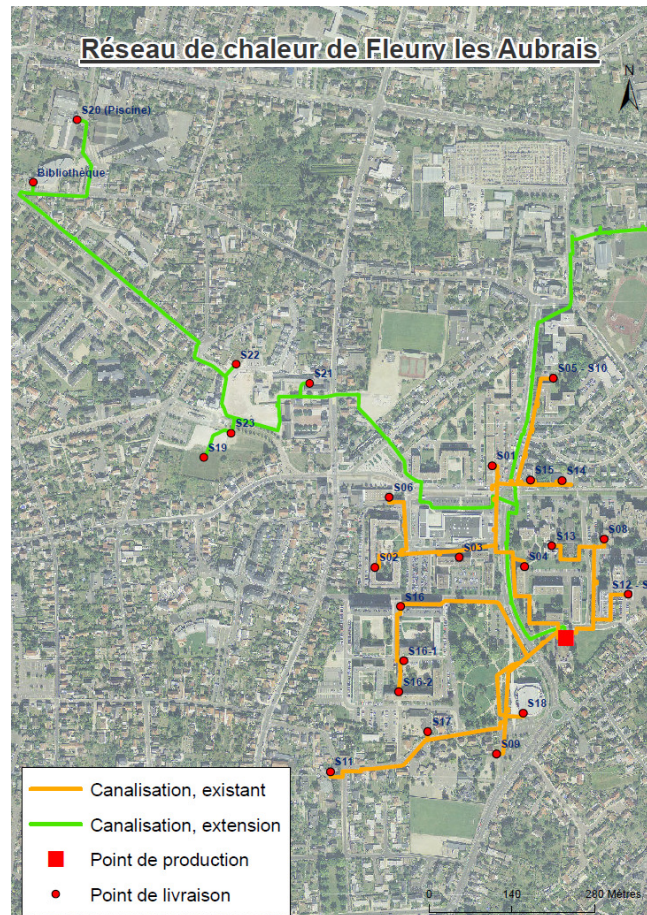 Réseau de chaleur de Fleury les Aubrais
N
S20 (Piscine)
Bibliothèque
S22
S21
S05 - S10
S23
S19
S01
S15
S14
S06
S13
S08
S02
S03
S04
S12 - S
S16
S16-1
S16-2
S18
S17
S09
S11
Canalisation, existant
Canalisation, extension
Point de production
Point de livraison
0 140 280 Mètres